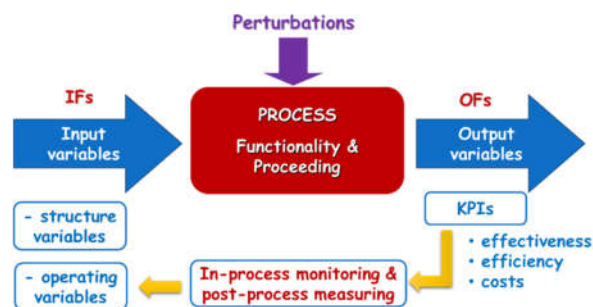 Perturbations
IFs
Input
variables
PROCESS
Functionality &
Proceeding
OFs
Output
variables
- structure
variables
- operating
variables
In-process monitoring &
post-process measuring
KPIs
• effectiveness
• efficiency
• costs